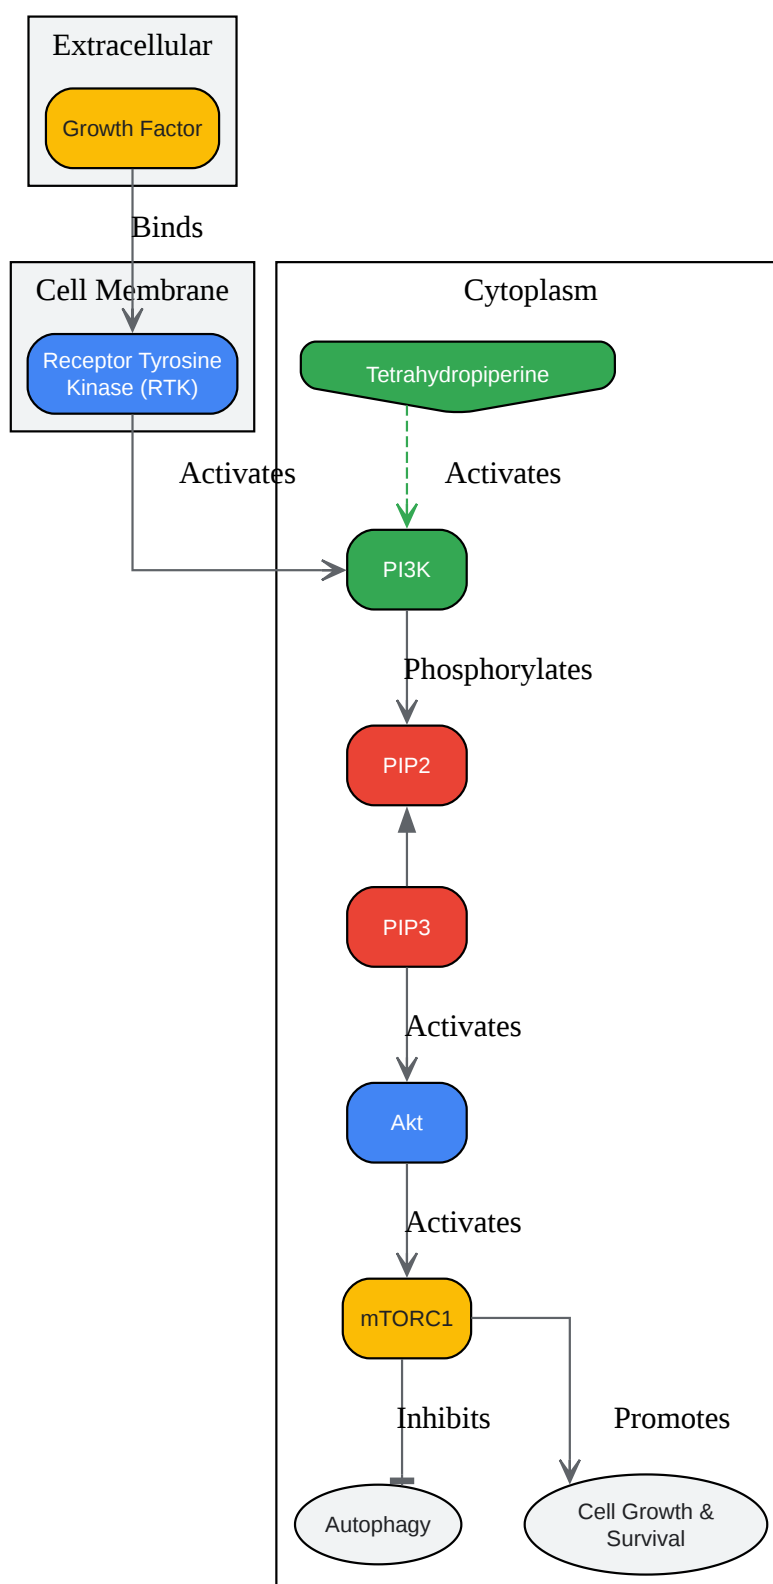 Extracellular
Growth Factor
Binds
Cell Membrane
Cytoplasm
Receptor Tyrosine
Kinase (RTK)
Tetrahydropiperine
Activates
Activates
PI3K
Phosphorylates
PIP2
PIP3
Activates
Akt
Activates
mTORC1
Inhibits
Promotes
Autophagy
Cell Growth &
Survival